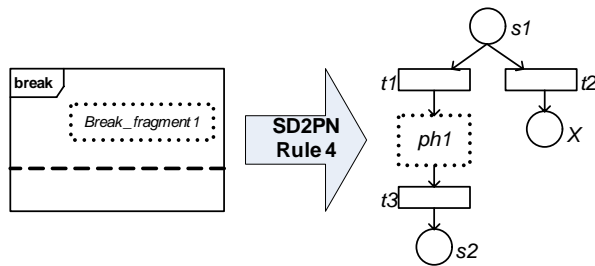 break
Break_fragment1
SD2PN
Rule 4
s1
t1
t2
ph1
X
t3
s2